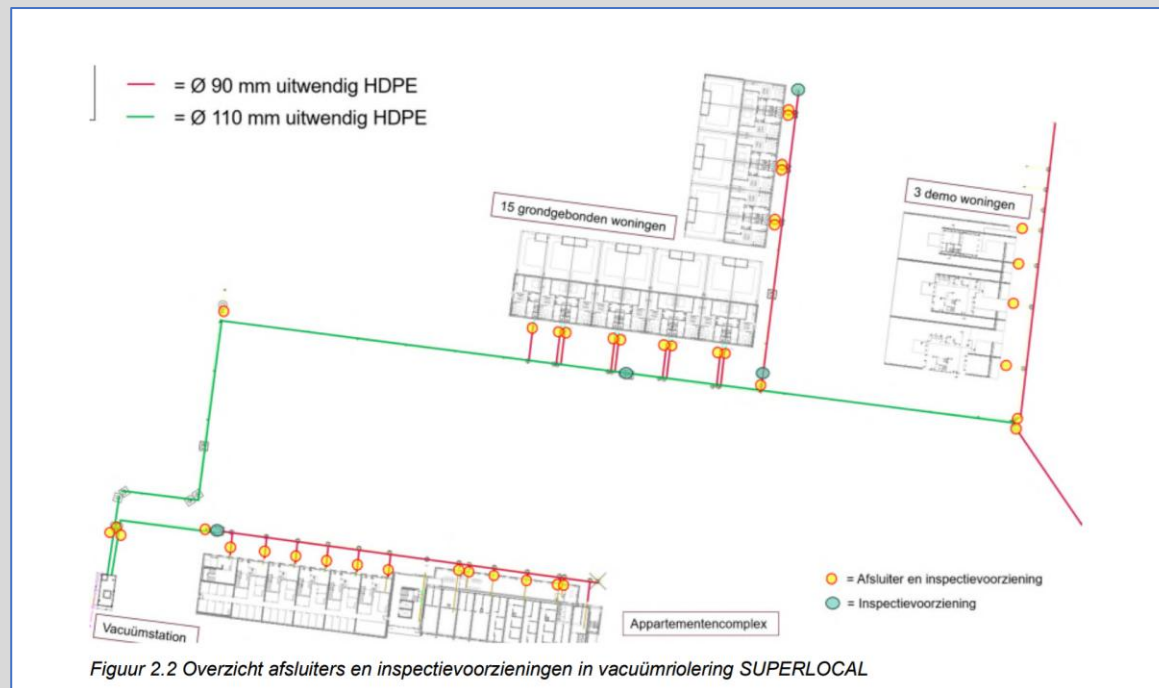 = Ø 90 mm uitwendig HDPE
= Ø 110 mm uitwendig HDPE
15 grondgebonden woningen
3 demo woningen
= Afsluiter en inspectievoorziening
= Inspectievoorziening
Vacuümstation
Appartementencomplex
Figuur 2.2 Overzicht afsluiters en inspectievoorzieningen in vacuümriolering SUPERLOCAL